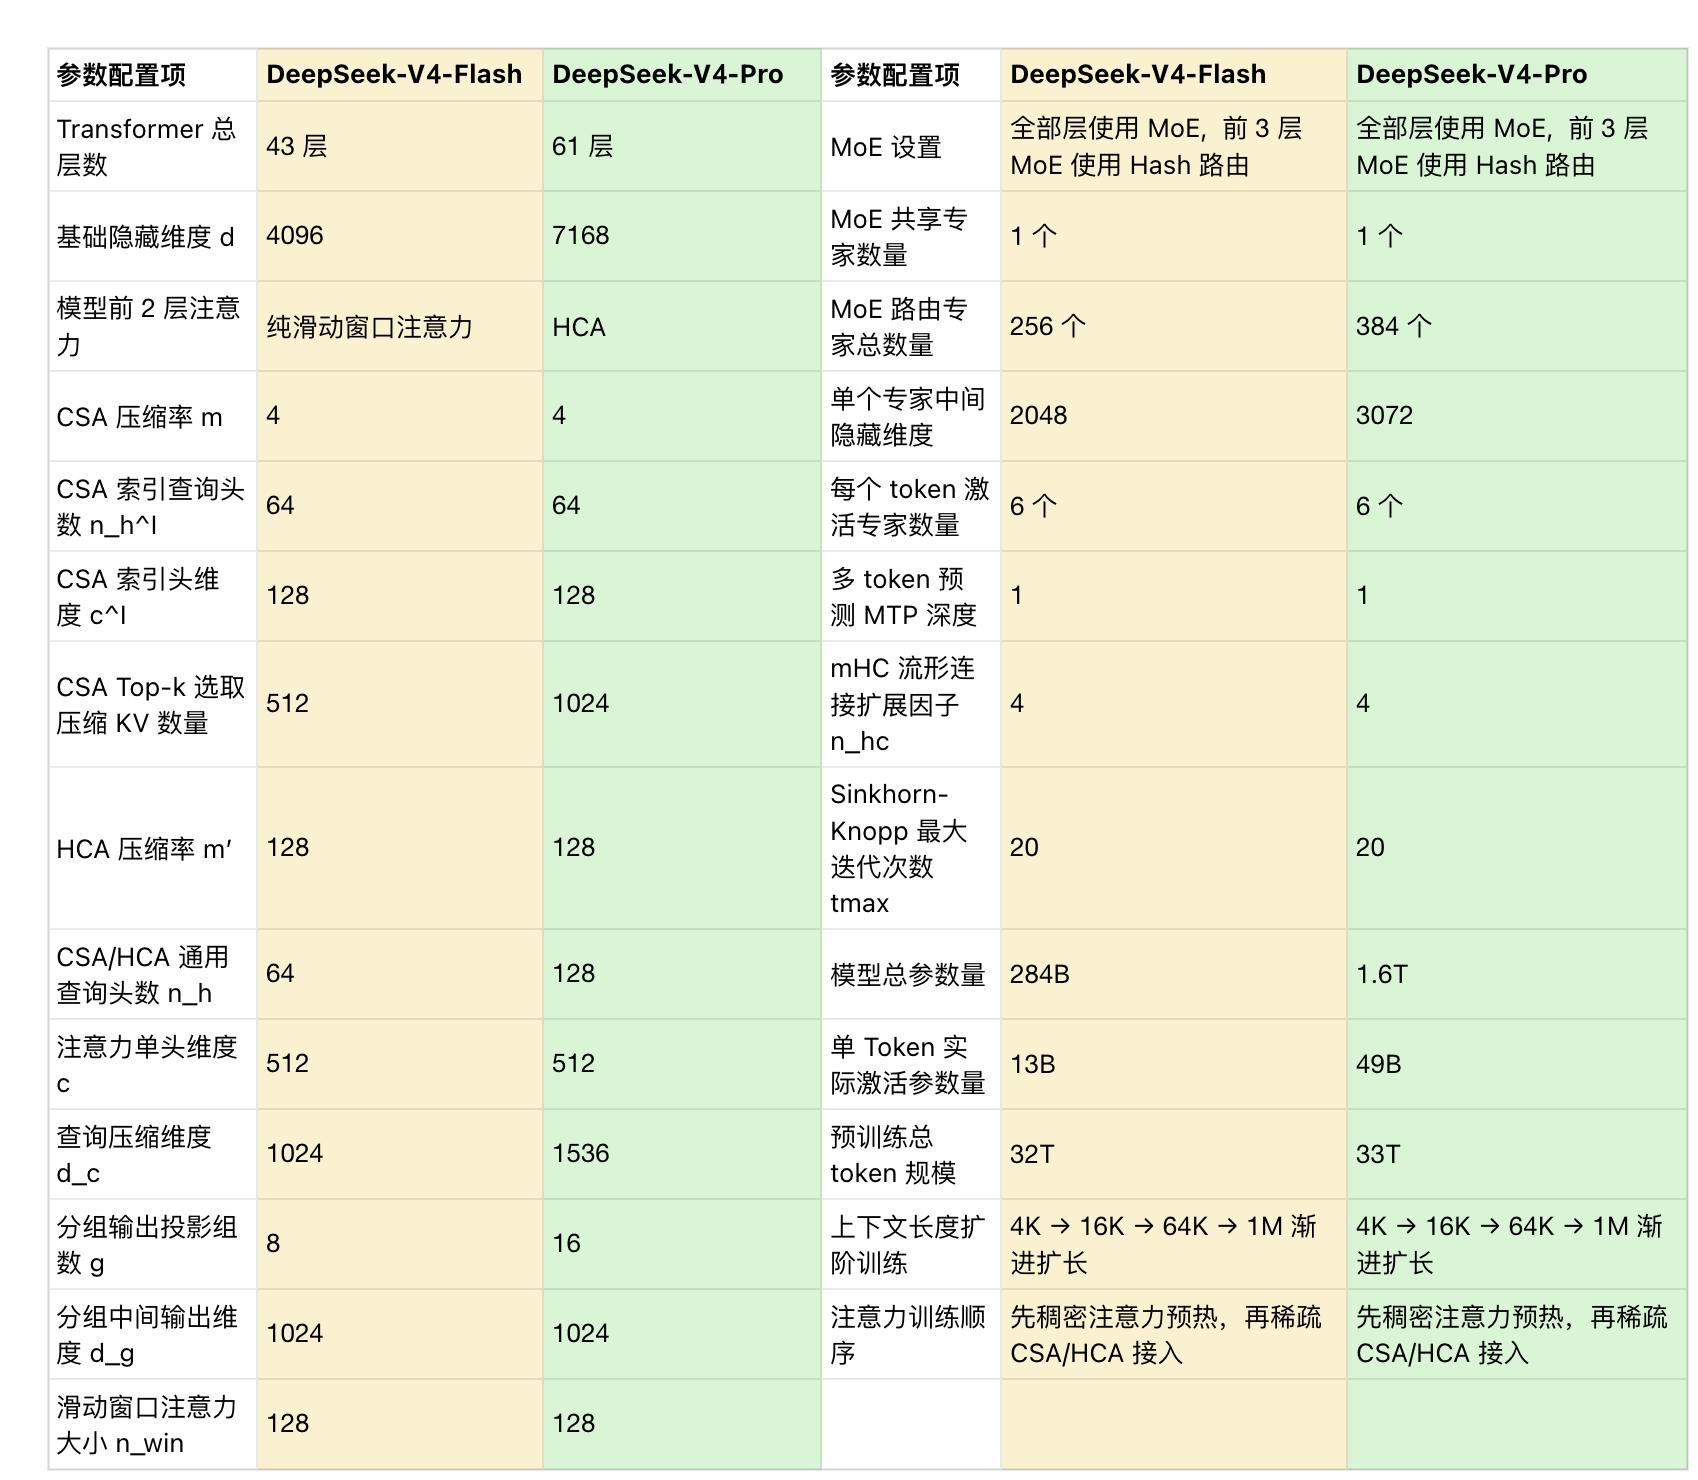 参数配置项 DeepSeek-V4-Flash DeepSeek-V4-Pro 参数配置项 DeepSeek-V4-Flash DeepSeek-V4-Pro
Transformer 总
层数
43 层
61 层
MoE 设置
全部层使用 MoE, 前 3 层
MoE 使用 Hash 路由
全部层使用 MoE, 前 3 层
MoE 使用 Hash 路由
基础隐藏维度 d
4096
7168
MoE 共享专
家数量
1 个
1 个
模型前 2 层注意
力
纯滑动窗口注意力
HCA
MoE 路由专
家总数量
256 个
384 个
CSA 压缩率 m
4
4
单个专家中间
隐藏维度
2048
3072
CSA 索引查询头
数 n_h^I
64
64
每个 token 激
活专家数量
6 个
6 个
CSA 索引头维
度 c^I
128
128
多 token 预
测 MTP 深度
1
1
CSA Top-k 选取
压缩 KV 数量
512
1024
mHC 流形连
接扩展因子
n_hc
4
4
HCA 压缩率 m′
128
128
Sinkhorn-
Knopp 最大
迭代次数
tmax
20
20
CSA/HCA 通用
查询头数 n_h
64
128
模型总参数量
284B
1.6T
注意力单头维度
c
512
512
单 Token 实
际激活参数量
13B
49B
查询压缩维度
d_c
1024
1536
预训练总
token 规模
32T
33T
分组输出投影组
数 g
8
16
上下文长度扩
阶训练
4K → 16K → 64K → 1M 渐
进扩长
4K → 16K → 64K → 1M 渐
进扩长
分组中间输出维
度 d_g
1024
1024
注意力训练顺
序
先稠密注意力预热，再稀疏
CSA/HCA 接入
先稠密注意力预热，再稀疏
CSA/HCA 接入
滑动窗口注意力
大小 n_win
128
128